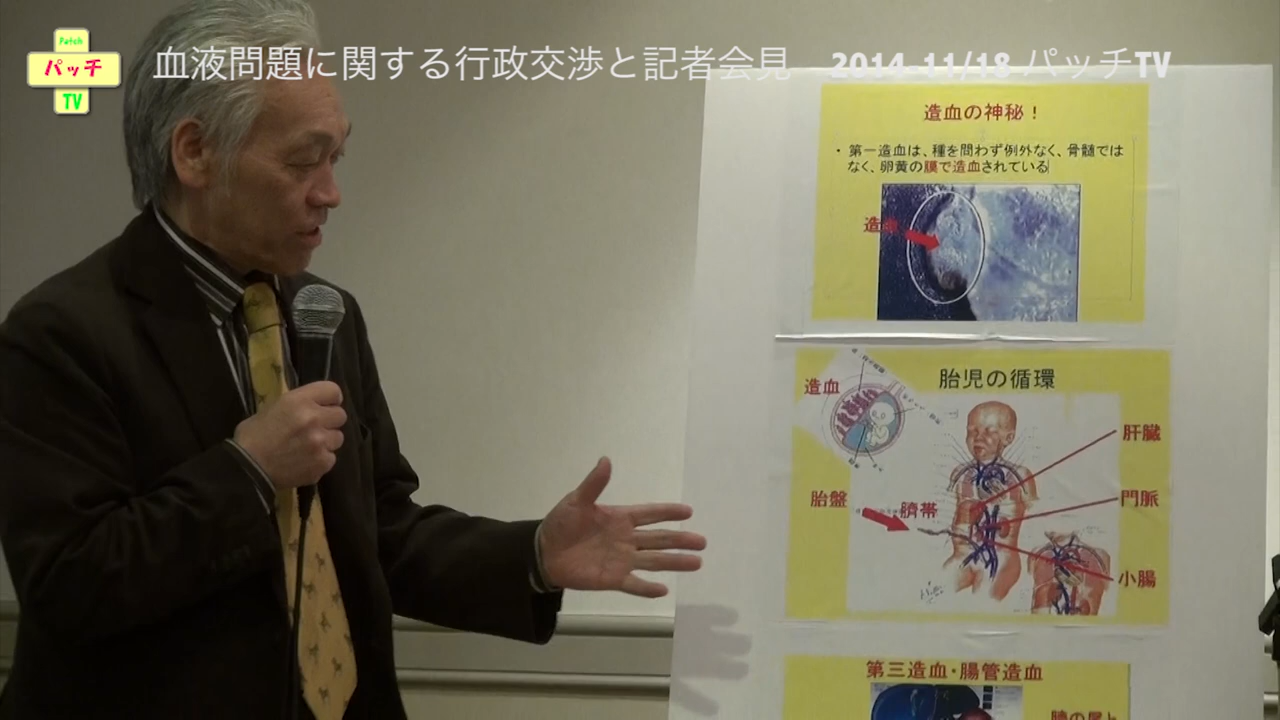 Patch
パッチ
TV
血液問題に関する行政交渉と記者会見 2014-11/18 パッチTV
造血の神秘！
・第一造血は、種を問わず例外なく、骨髄では
なく、卵黄の膜で造血されている
胎児の循環
造血
肝臓
胎盤
臍帯
門脈
小腸
第三造血・腸管造血